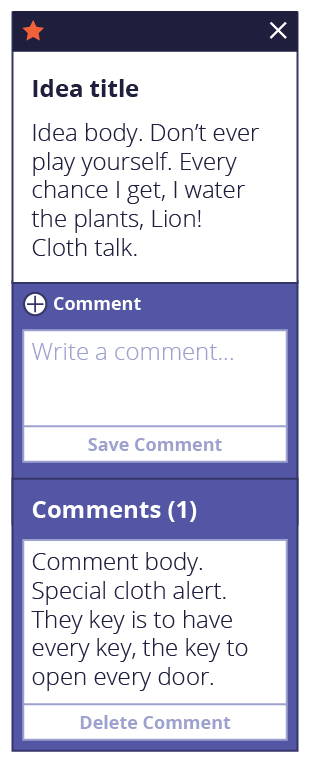 Idea title
Idea body. Don’t ever
play yourself. Every
chance I get, I water
the plants, Lion!
Cloth talk.
Comment
Write a comment...
Save Comment
Comments (1)
Comment body.
Special cloth alert.
They key is to have
every key, the key to
open every door.
Delete Comment